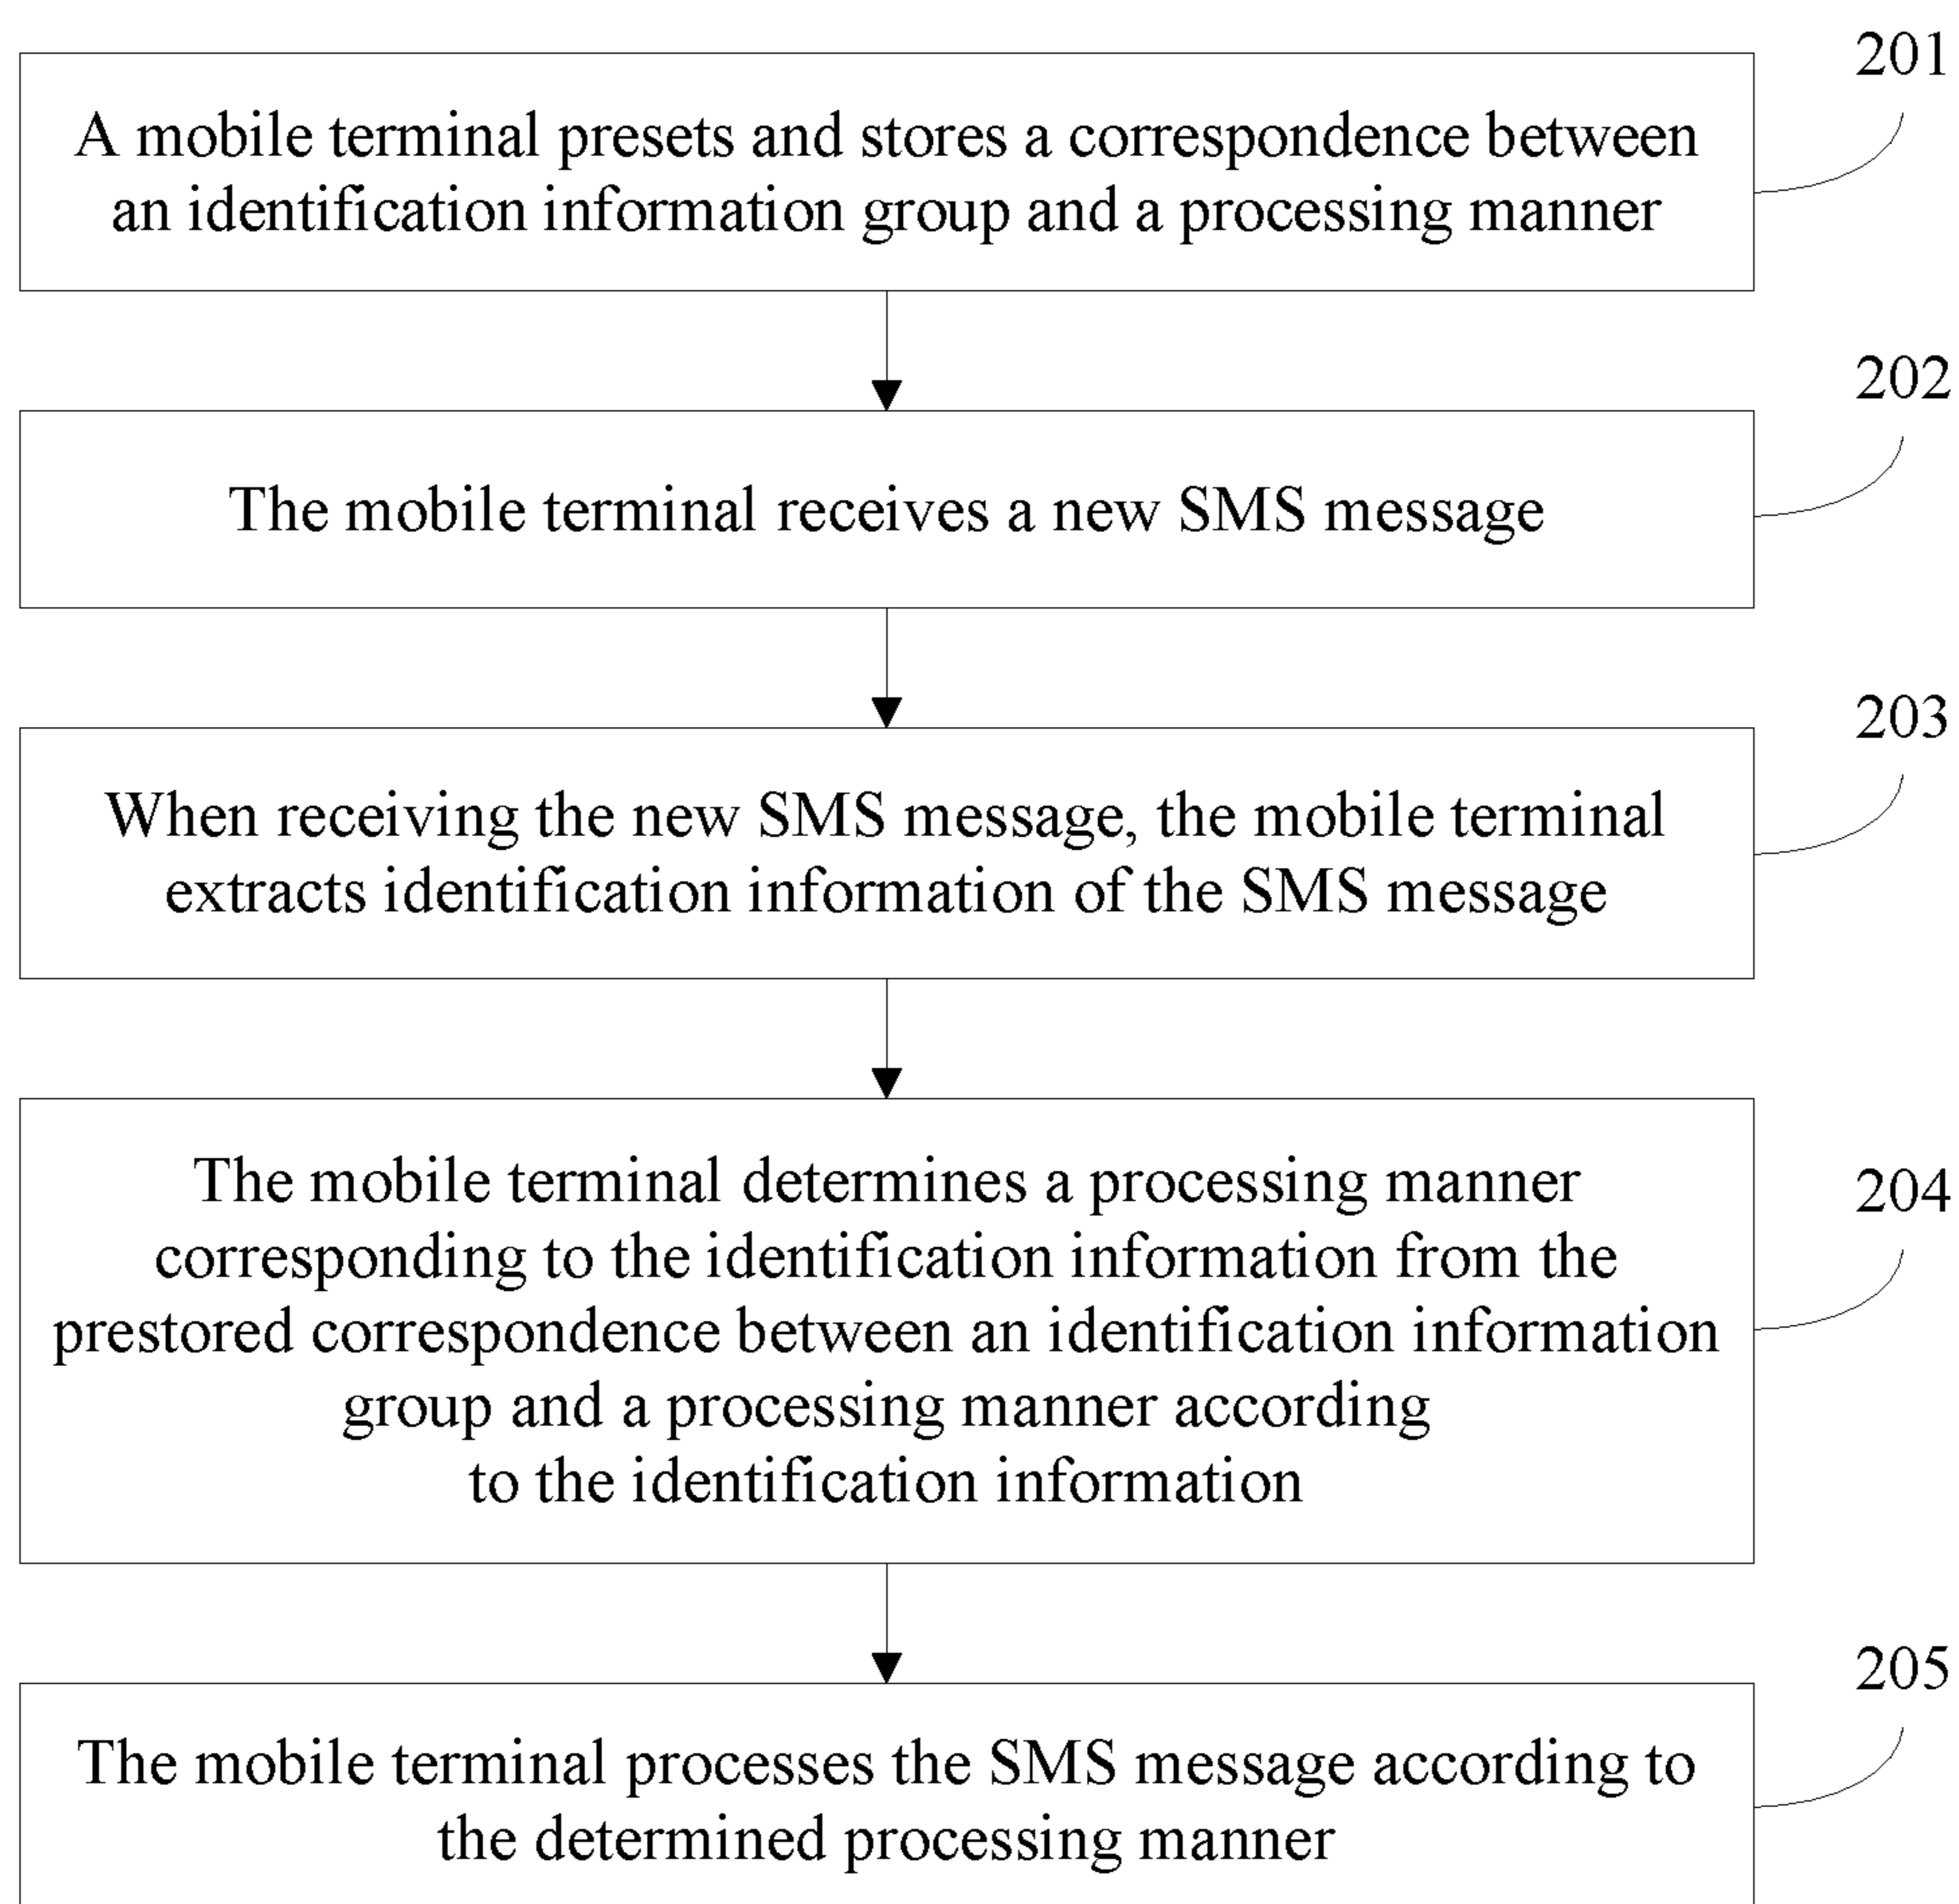 201
A mobile terminal presets and stores a correspondence between
an identification information group and a processing manner
202
The mobile terminal receives a new SMS message
203
When receiving the new SMS message, the mobile terminal
extracts identification information of the SMS message
204
The mobile terminal determines a processing manner
corresponding to the identification information from the
prestored correspondence between an identification information
group and a processing manner according
to the identification information
205
The mobile terminal processes the SMS message according to
the determined processing manner